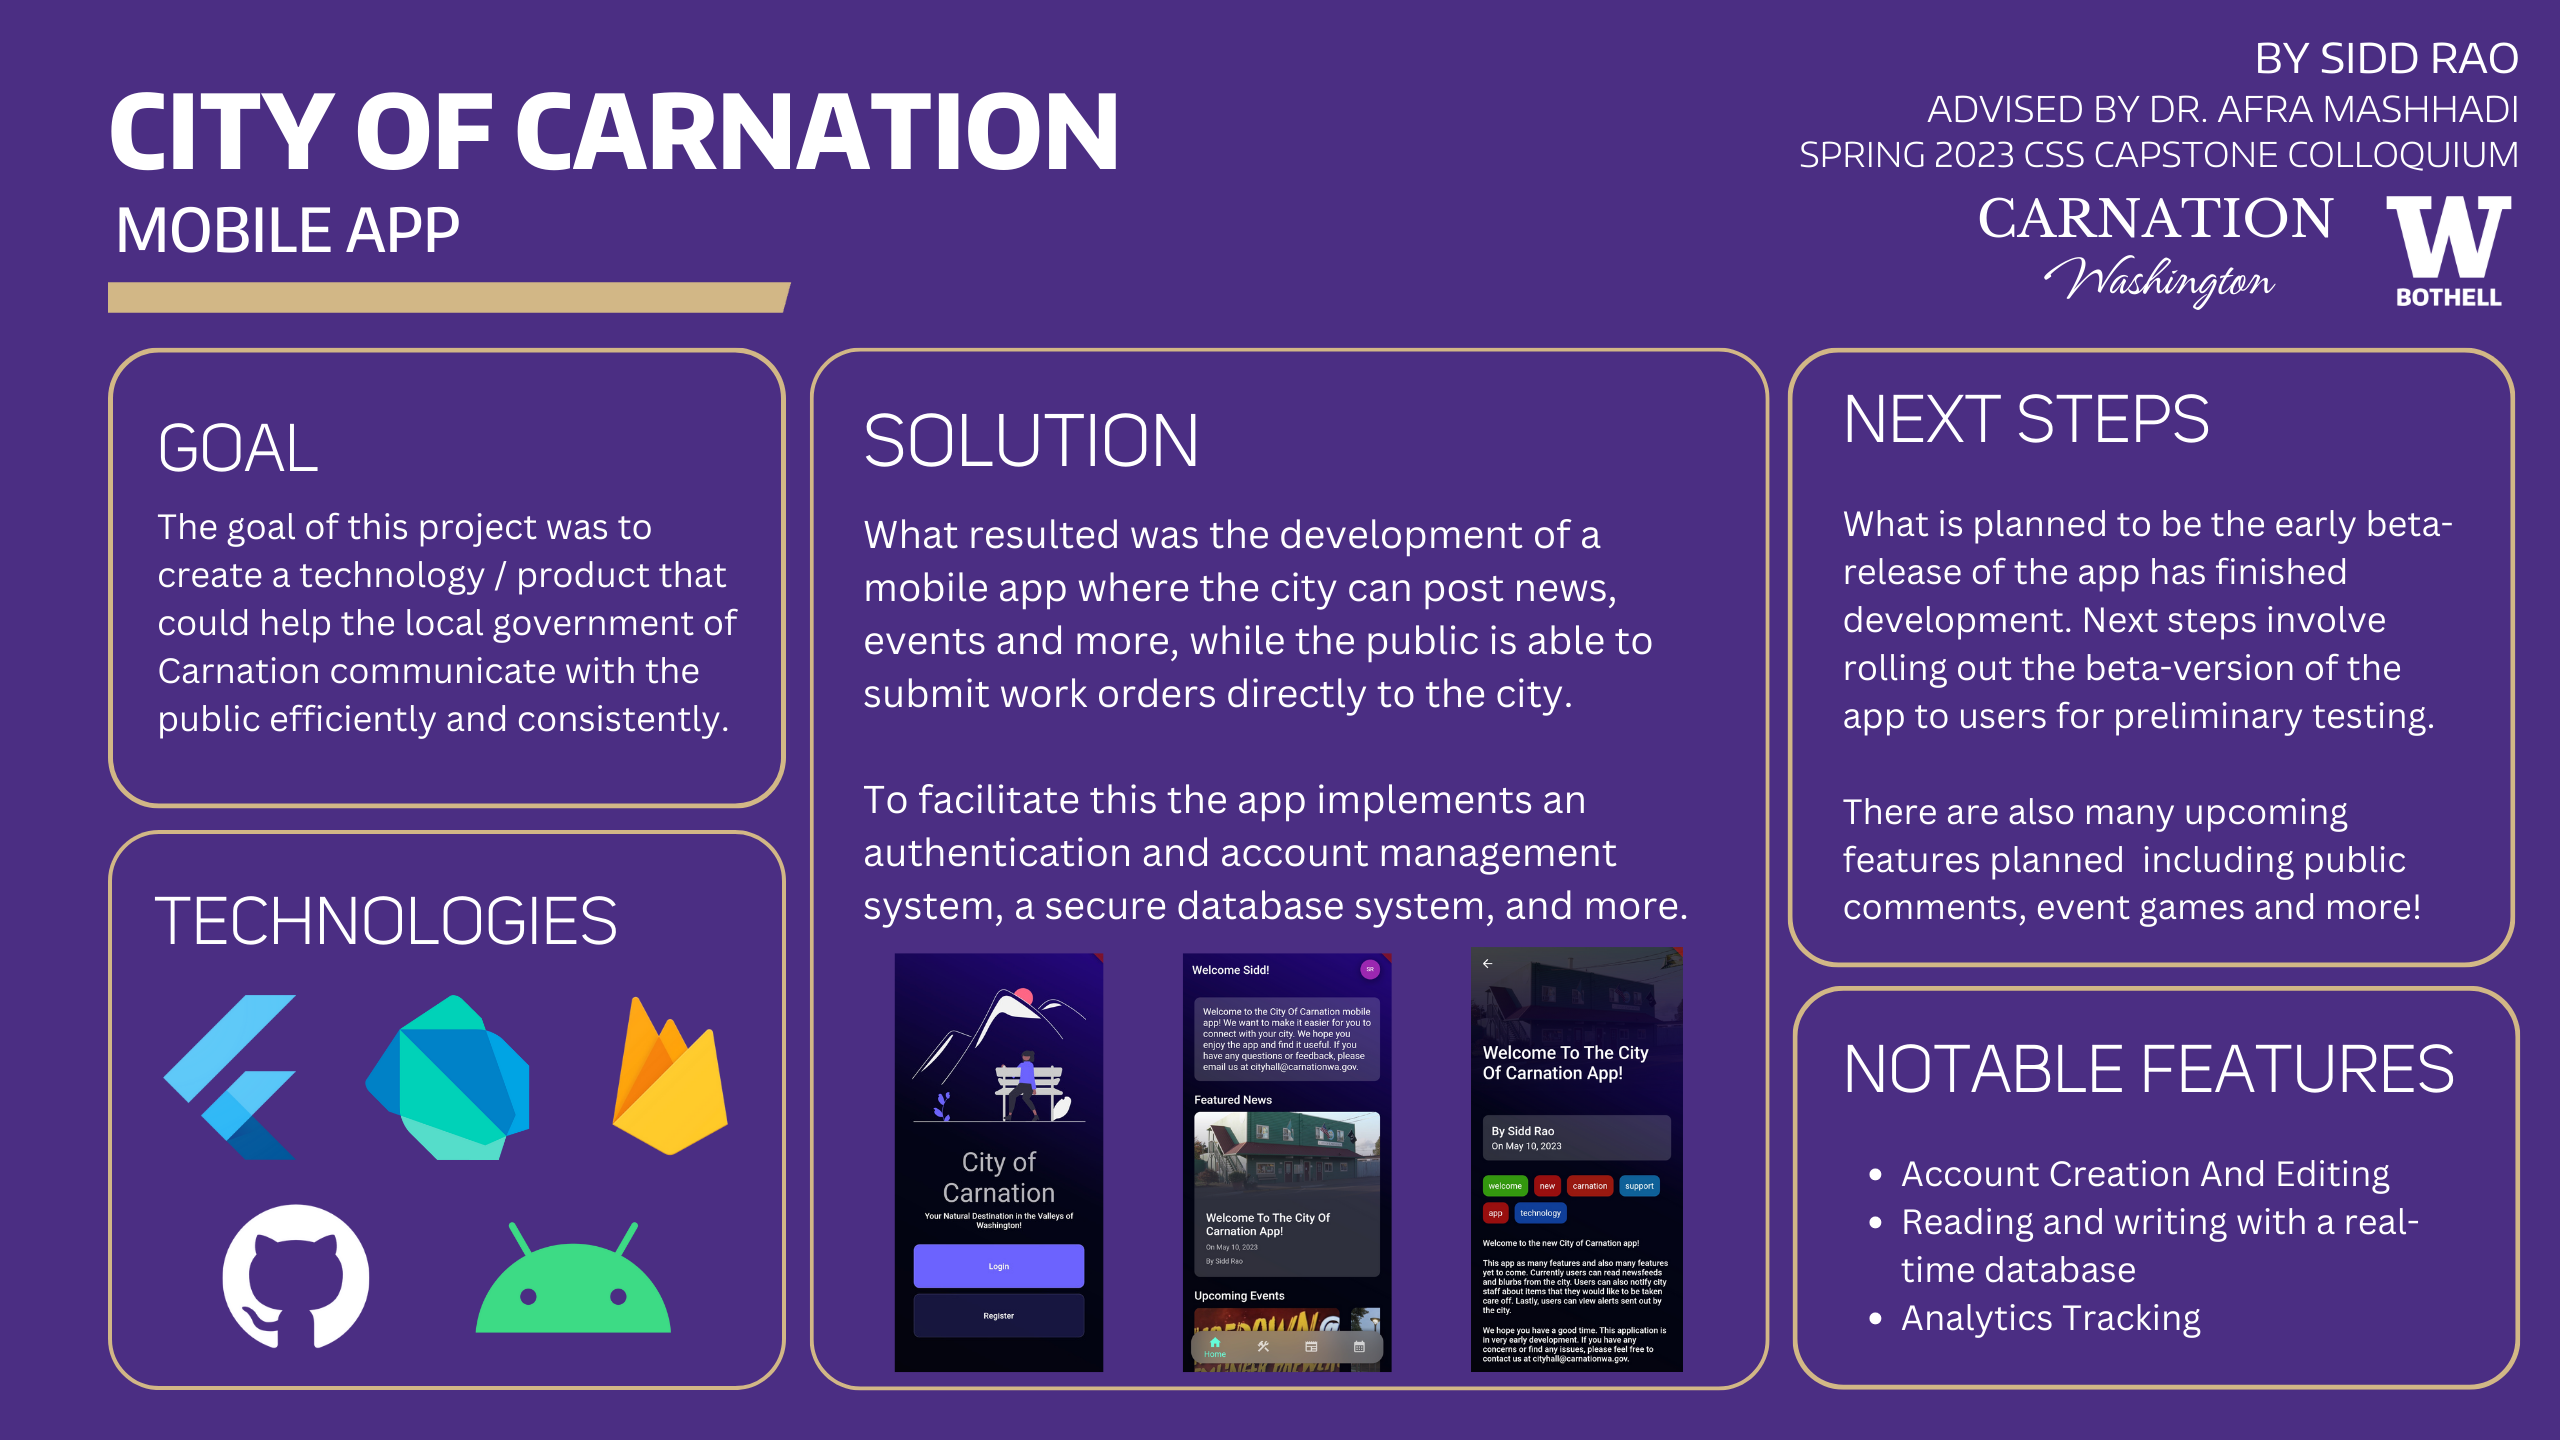 CITY OF CARNATION
MOBILE APP
BY SIDD RAO
ADVISED BY DR. AFRA MASHHADI
SPRING 2023 CSS CAPSTONE COLLOQUIUM
CARNATION
Washington
W
BOTHELL
GOAL
The goal of this project was to
create a technology / product that
could help the local government of
Carnation communicate with the
public efficiently and consistently.
TECHNOLOGIES
SOLUTION
What resulted was the development of a
mobile app where the city can post news,
events and more, while the public is able to
submit work orders directly to the city.
To facilitate this the app implements an
authentication and account management
system, a secure database system, and more.
City of
Carnation
Your Natural Destination in the Valleys of
Washington!
Login
Register
Welcome Sidd!
SR
Welcome to the City Of Carnation mobile
app! We want to make it easier for you to
connect with your city. We hope you
enjoy the app and find it useful. If you
have any questions or feedback, please
email us at cityhall@carnationwa.gov.
Featured News
Welcome To The City Of
Carnation App!
On May 10, 2023
By Sidd Rao
Upcoming Events
Home
Welcome To The City
Of Carnation App!
By Sidd Rao
On May 10, 2023
welcome new carnation support
app technology
Welcome to the new City of Carnation app!
This app as many features and also many features
yet to come. Currently users can read newsfeeds
and blurbs from the city. Users can also notify city
staff about items that they would like to be taken
care off. Lastly, users can view alerts sent out by
the city.
We hope you have a good time. This application is
in very early development. If you have any
concerns or find any issues, please feel free to
contact us at cityhall@carnationwa.gov.
NEXT STEPS
What is planned to be the early beta-
release of the app has finished
development. Next steps involve
rolling out the beta-version of the
app to users for preliminary testing.
There are also many upcoming
features planned including public
comments, event games and more!
NOTABLE FEATURES
• Account Creation And Editing
• Reading and writing with a real-
time database
• Analytics Tracking